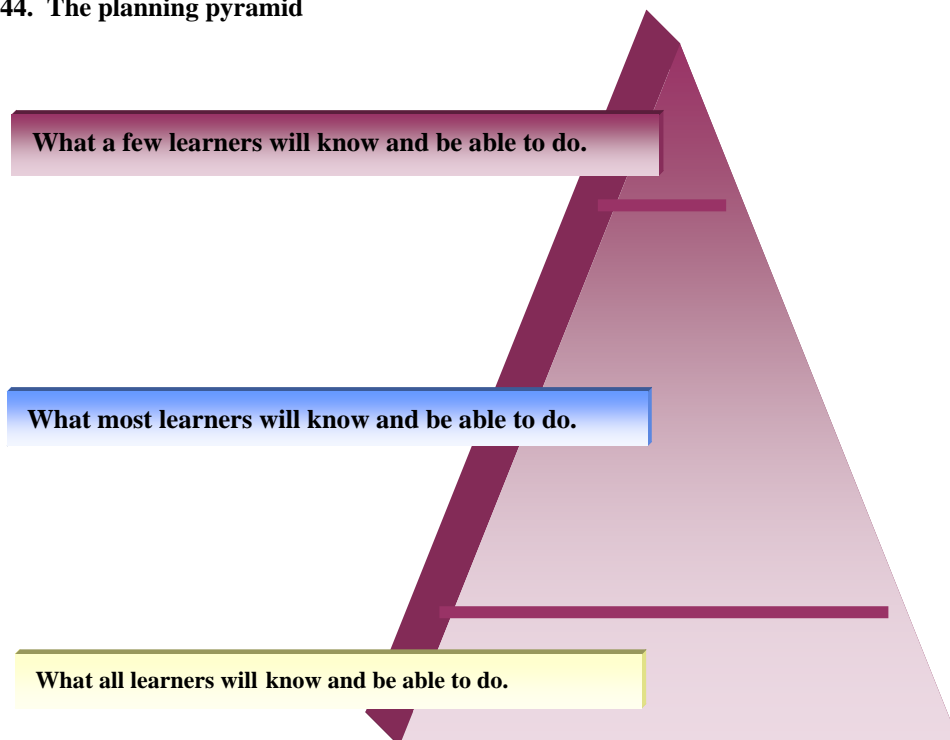 44. The planning pyramid
What a few learners will know and be able to do.
What most learners will know and be able to do.
What all learners will know and be able to do.